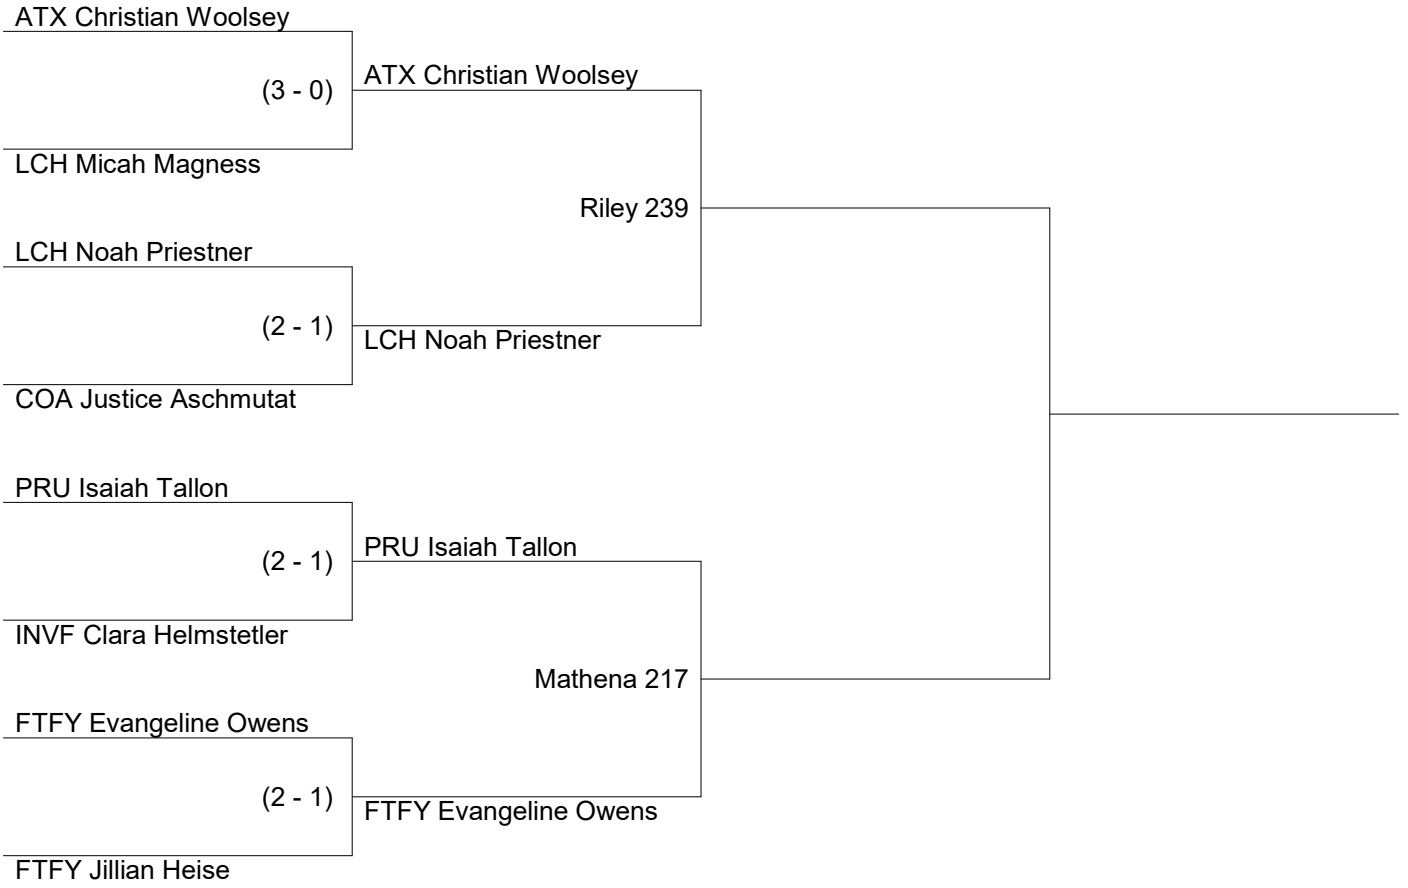 ATX Christian Woolsey
ATX Christian Woolsey
(3 - 0)
LCH Micah Magness
Riley 239
LCH Noah Priestner
(2 - 1)
LCH Noah Priestner
COA Justice Aschmutat
PRU Isaiah Tallon
PRU Isaiah Tallon
(2 - 1)
INVF Clara Helmstetler
Mathena 217
FTFY Evangeline Owens
(2 - 1)
FTFY Evangeline Owens
FTFY Jillian Heise